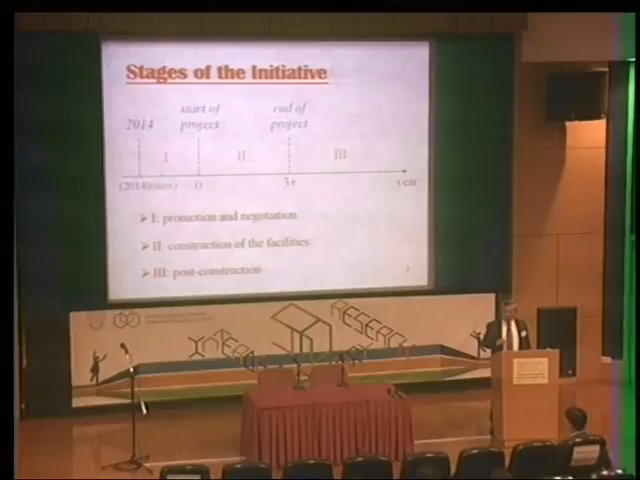 Stages of the Initiative
2014
start of project
end of project
I
II
III
(2014)(now)
0
5+
year
➢ I: promotion and negotiation
➢ II: construction of the facilities
➢ III: post-construction
RESEARCH